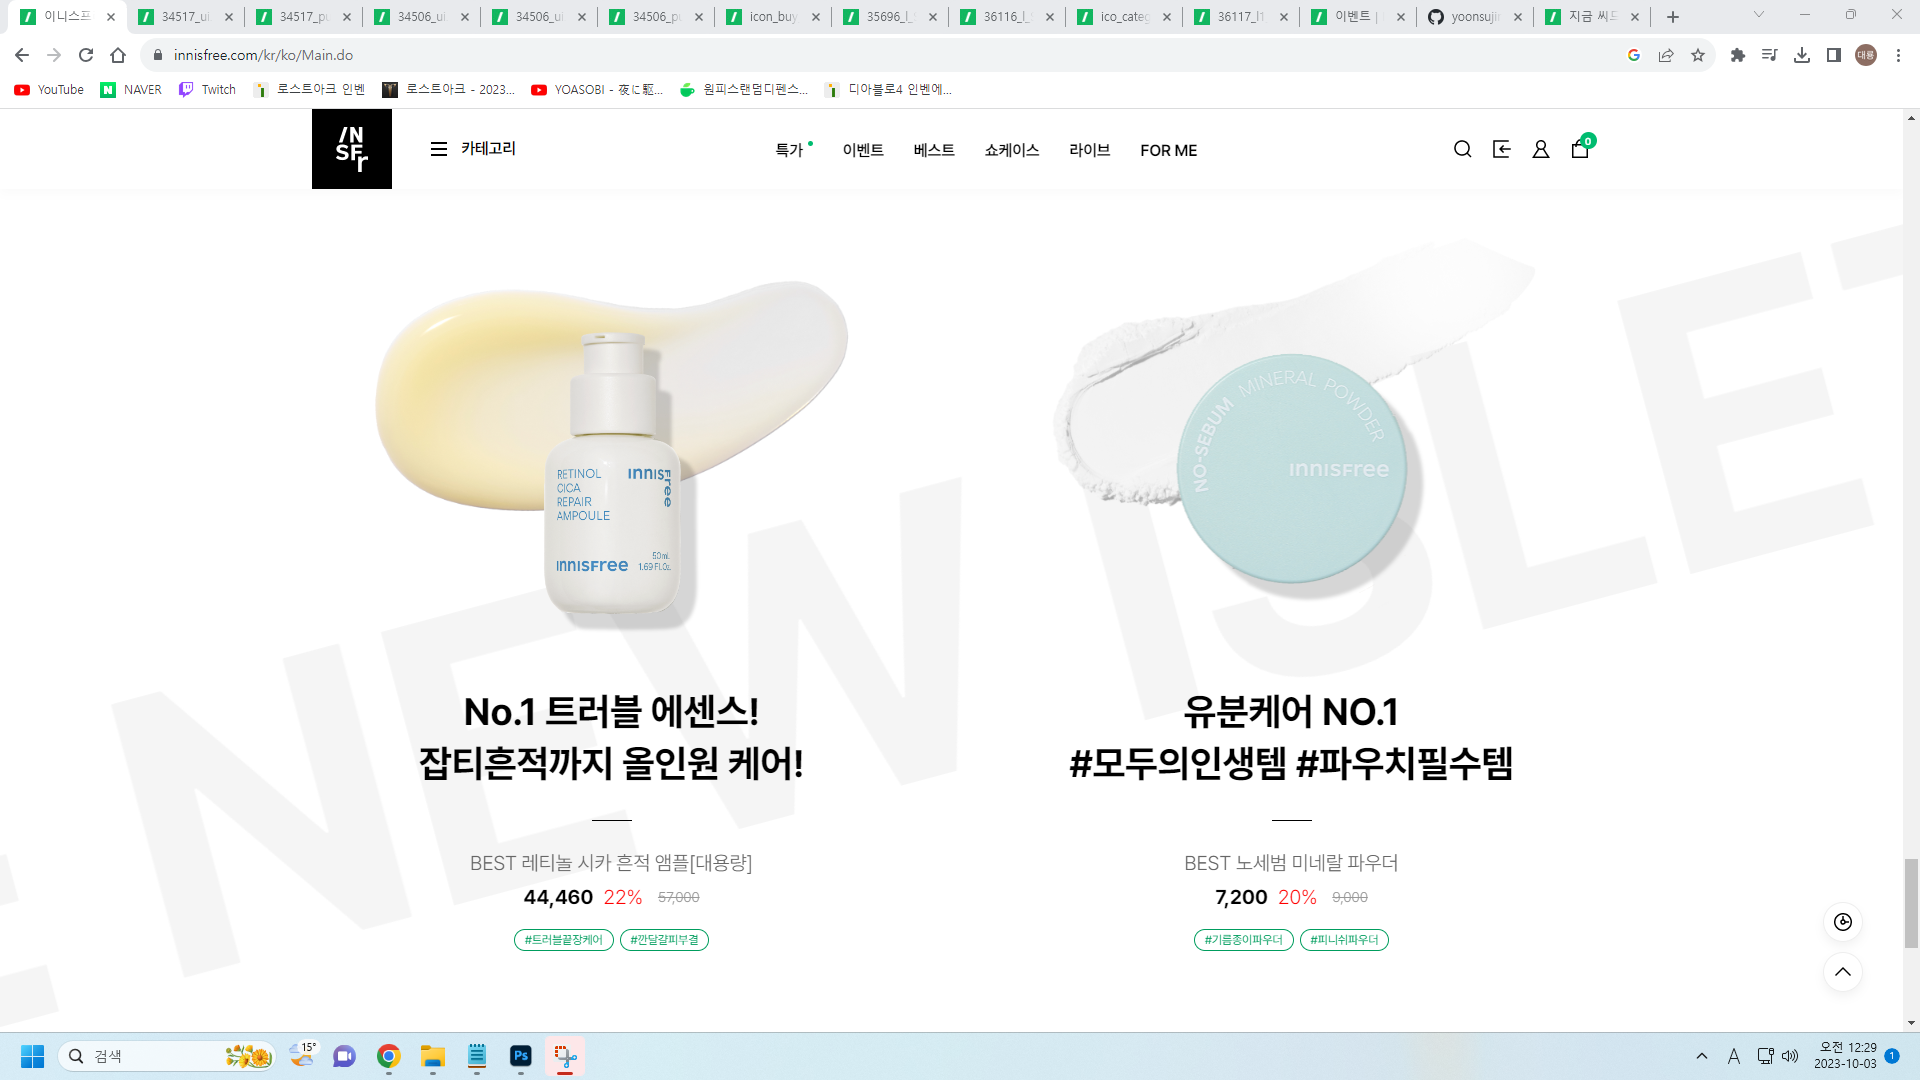 이니스프
34517_ui
34517_pu
34506_ui
34506_ui
34506_pu
icon_buy
35696_l_
36116_l_
ico_categ
36117_l1
이벤트 |
yoonsujin
지금 씨드
innisfree.com/kr/ko/Main.do
대룡
YouTube
NAVER
Twitch
로스트아크 인벤
로스트아크 - 2023...
YOASOBI - 夜に駆...
원피스랜덤디펜스...
디아블로4 인벤에...
INSFr
카테고리
특가
이벤트
베스트
쇼케이스
라이브
FOR ME
0
NEW ISLE
RETINOL
CICA
REPAIR
AMPOULE
INNISFree
INNISFree
50mL
1.69 Fl.Oz.
NO-SEBUM MINERAL POWDER
INNISFree
No.1 트러블 에센스!
잡티흔적까지 올인원 케어!
BEST 레티놀 시카 흔적 앰플[대용량]
44,460 22% 57,000
#트러블끝장케어 #깐달걀피부결
유분케어 NO.1
#모두의인생템 #파우치필수템
BEST 노세범 미네랄 파우더
7,200 20% 9,000
#기름종이파우더 #피니쉬파우더
검색
15°
Ps
A
오전 12:29
2023-10-03
1